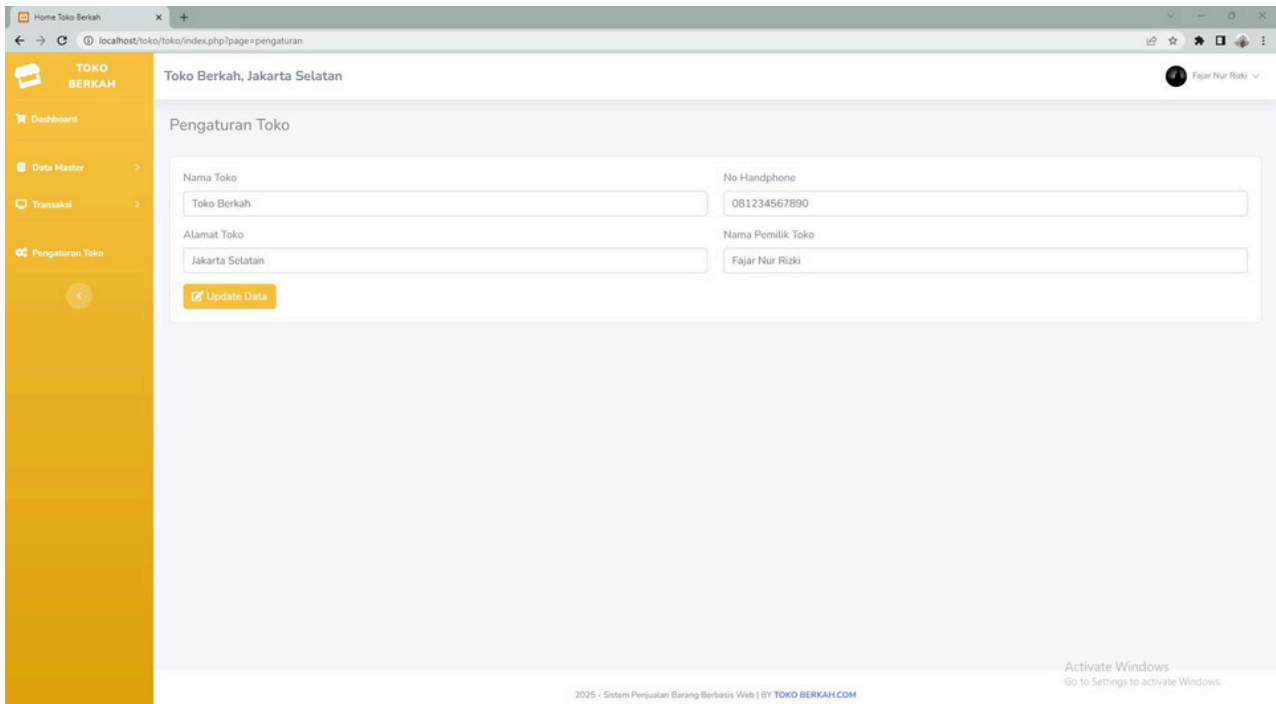 Home Toko Berkah
localhost/toko/toko/index.php?page=pengaturan
TOKO
BERKAH
Toko Berkah, Jakarta Selatan
Fajar Nur Rizki
Dashboard
Data Master
Transaksi
Pengaturan Toko
Pengaturan Toko
Nama Toko
No Handphone
Toko Berkah
081234567890
Alamat Toko
Nama Pemilik Toko
Jakarta Selatan
Fajar Nur Rizki
Update Data
Activate Windows
Go to Settings to activate Windows.
2025 - Sistem Penjualan Barang Berbasis Web | BY TOKO BERKAH.COM